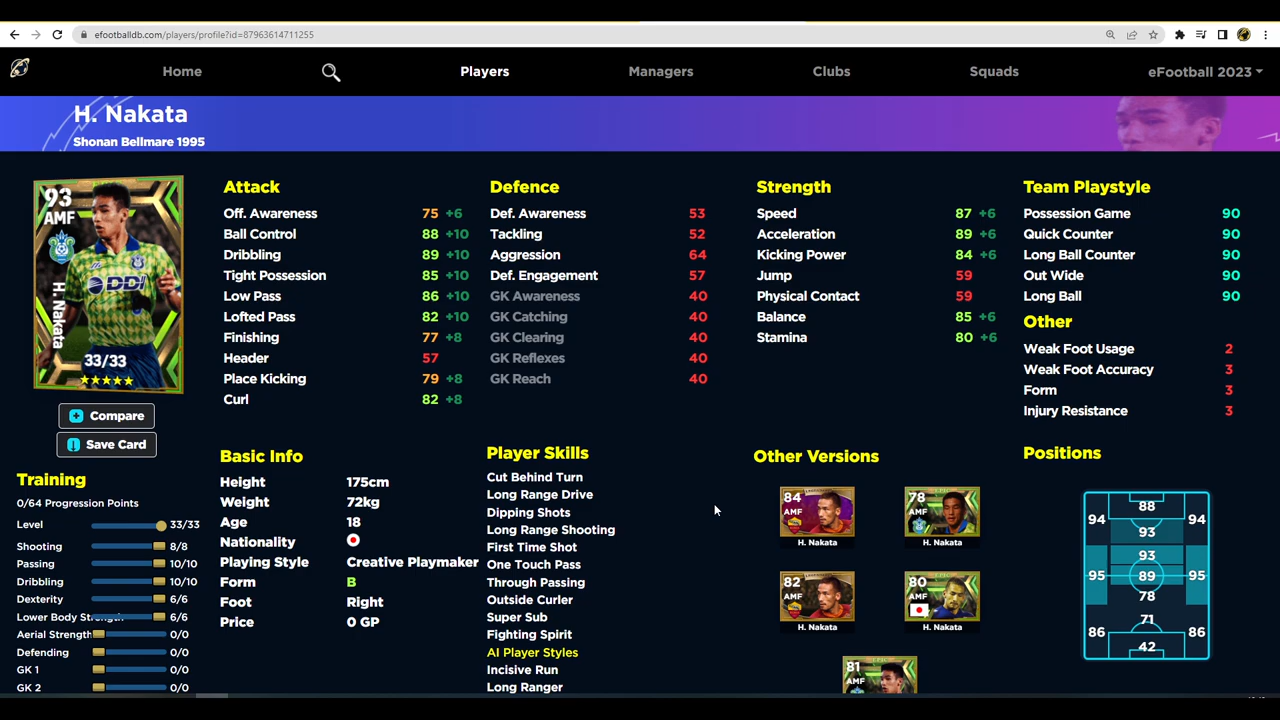 efootballdb.com/players/profile?id=87963614711255
Home
Players
Managers
Clubs
Squads
eFootball 2023
H. Nakata
Shonan Bellmare 1995
93
AMF
H. Nakata
DDI
33/33
Compare
Save Card
Training
0/64 Progression Points
Level 33/33
Shooting 8/8
Passing 10/10
Dribbling 10/10
Dexterity 6/6
Lower Body Strength 6/6
Aerial Strength 0/0
Defending 0/0
GK 1 0/0
GK 2 0/0
Attack
Off. Awareness 75 +6
Ball Control 88 +10
Dribbling 89 +10
Tight Possession 85 +10
Low Pass 86 +10
Lofted Pass 82 +10
Finishing 77 +8
Header 57
Place Kicking 79 +8
Curl 82 +8
Defence
Def. Awareness 53
Tackling 52
Aggression 64
Def. Engagement 57
GK Awareness 40
GK Catching 40
GK Clearing 40
GK Reflexes 40
GK Reach 40
Strength
Speed 87 +6
Acceleration 89 +6
Kicking Power 84 +6
Jump 59
Physical Contact 59
Balance 85 +6
Stamina 80 +6
Team Playstyle
Possession Game 90
Quick Counter 90
Long Ball Counter 90
Out Wide 90
Long Ball 90
Other
Weak Foot Usage 2
Weak Foot Accuracy 3
Form 3
Injury Resistance 3
Basic Info
Height 175cm
Weight 72kg
Age 18
Nationality
Playing Style Creative Playmaker
Form B
Foot Right
Price 0 GP
Player Skills
Cut Behind Turn
Long Range Drive
Dipping Shots
Long Range Shooting
First Time Shot
One Touch Pass
Through Passing
Outside Curler
Super Sub
Fighting Spirit
AI Player Styles
Incisive Run
Long Ranger
Other Versions
84
AMF
H. Nakata
78
AMF
H. Nakata
82
AMF
H. Nakata
80
AMF
H. Nakata
81
AMF
Positions
88
94 94
93
93
95 89 95
78
71
86 86
42